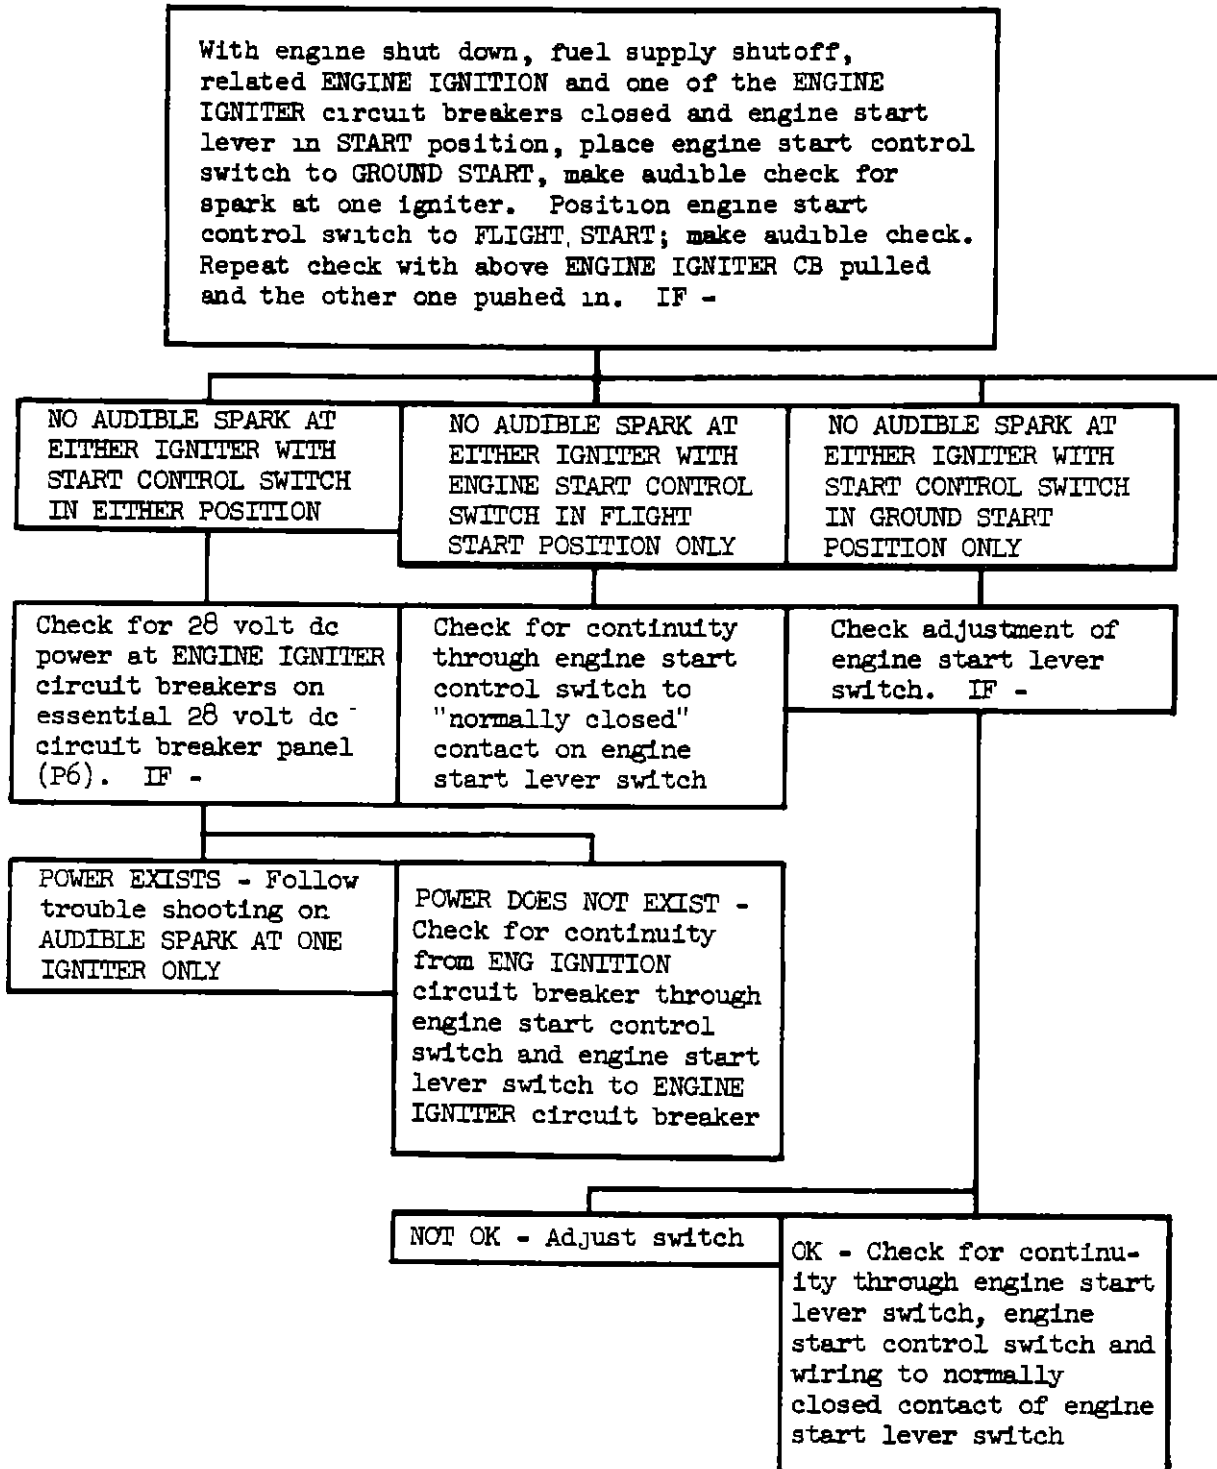 With engine shut down, fuel supply shutoff,
related ENGINE IGNITION and one of the ENGINE
IGNITER circuit breakers closed and engine start
lever in START position, place engine start control
switch to GROUND START, make audible check for
spark at one igniter. Position engine start
control switch to FLIGHT START; make audible check.
Repeat check with above ENGINE IGNITER CB pulled
and the other one pushed in. IF -
NO AUDIBLE SPARK AT
EITHER IGNITER WITH
START CONTROL SWITCH
IN EITHER POSITION
NO AUDIBLE SPARK AT
EITHER IGNITER WITH
ENGINE START CONTROL
SWITCH IN FLIGHT
START POSITION ONLY
NO AUDIBLE SPARK AT
EITHER IGNITER WITH
START CONTROL SWITCH
IN GROUND START
POSITION ONLY
Check for 28 volt dc
power at ENGINE IGNITER
circuit breakers on
essential 28 volt dc
circuit breaker panel
(P6). IF -
Check for continuity
through engine start
control switch to
"normally closed"
contact on engine
start lever switch
Check adjustment of
engine start lever
switch. IF -
POWER EXISTS - Follow
trouble shooting on
AUDIBLE SPARK AT ONE
IGNITER ONLY
POWER DOES NOT EXIST -
Check for continuity
from ENG IGNITION
circuit breaker through
engine start control
switch and engine start
lever switch to ENGINE
IGNITER circuit breaker
NOT OK - Adjust switch
OK - Check for continu-
ity through engine start
lever switch, engine
start control switch and
wiring to normally
closed contact of engine
start lever switch